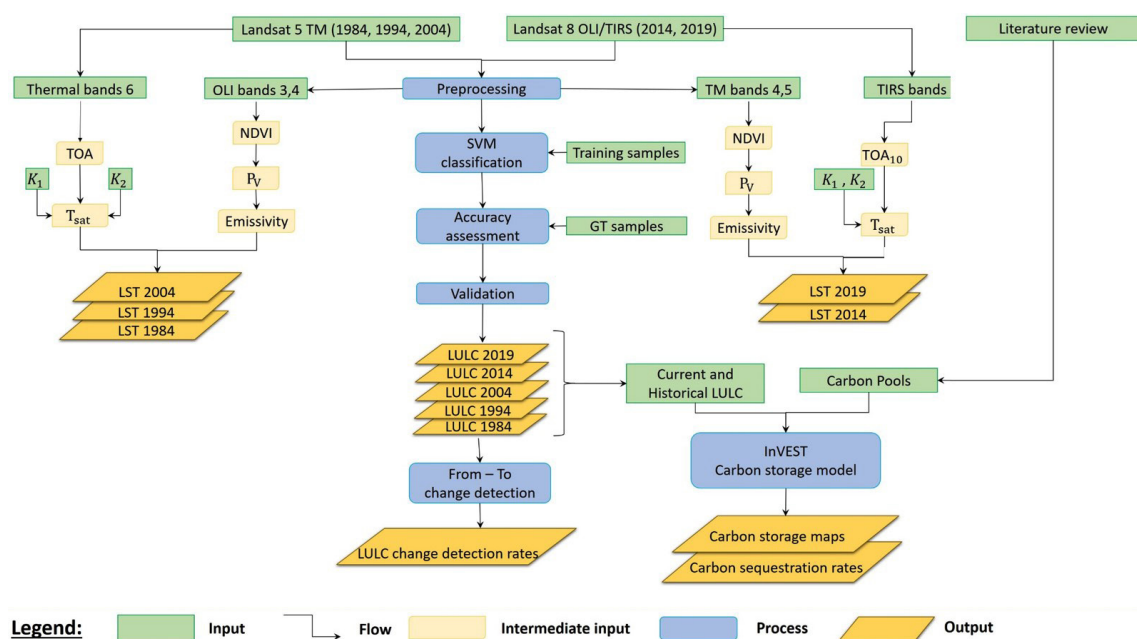 Landsat 5 TM (1984, 1994, 2004)
Landsat 8 OLI/TIRS (2014, 2019)
Literature review
Thermal bands 6
OLI bands 3,4
Preprocessing
TM bands 4,5
TIRS bands
TOA
NDVI
SVM
classification
Training samples
NDVI
TOA₁₀
K₁
K₂
P_V
P_V
K₁ , K₂
T_sat
Emissivity
Accuracy
assessment
GT samples
Emissivity
T_sat
LST 2004
LST 1994
LST 1984
Validation
LST 2019
LST 2014
LULC 2019
LULC 2014
LULC 2004
LULC 1994
LULC 1984
Current and
Historical LULC
Carbon Pools
From – To
change detection
InVEST
Carbon storage model
LULC change detection rates
Carbon storage maps
Carbon sequestration rates
Legend:
Input
Flow
Intermediate input
Process
Output